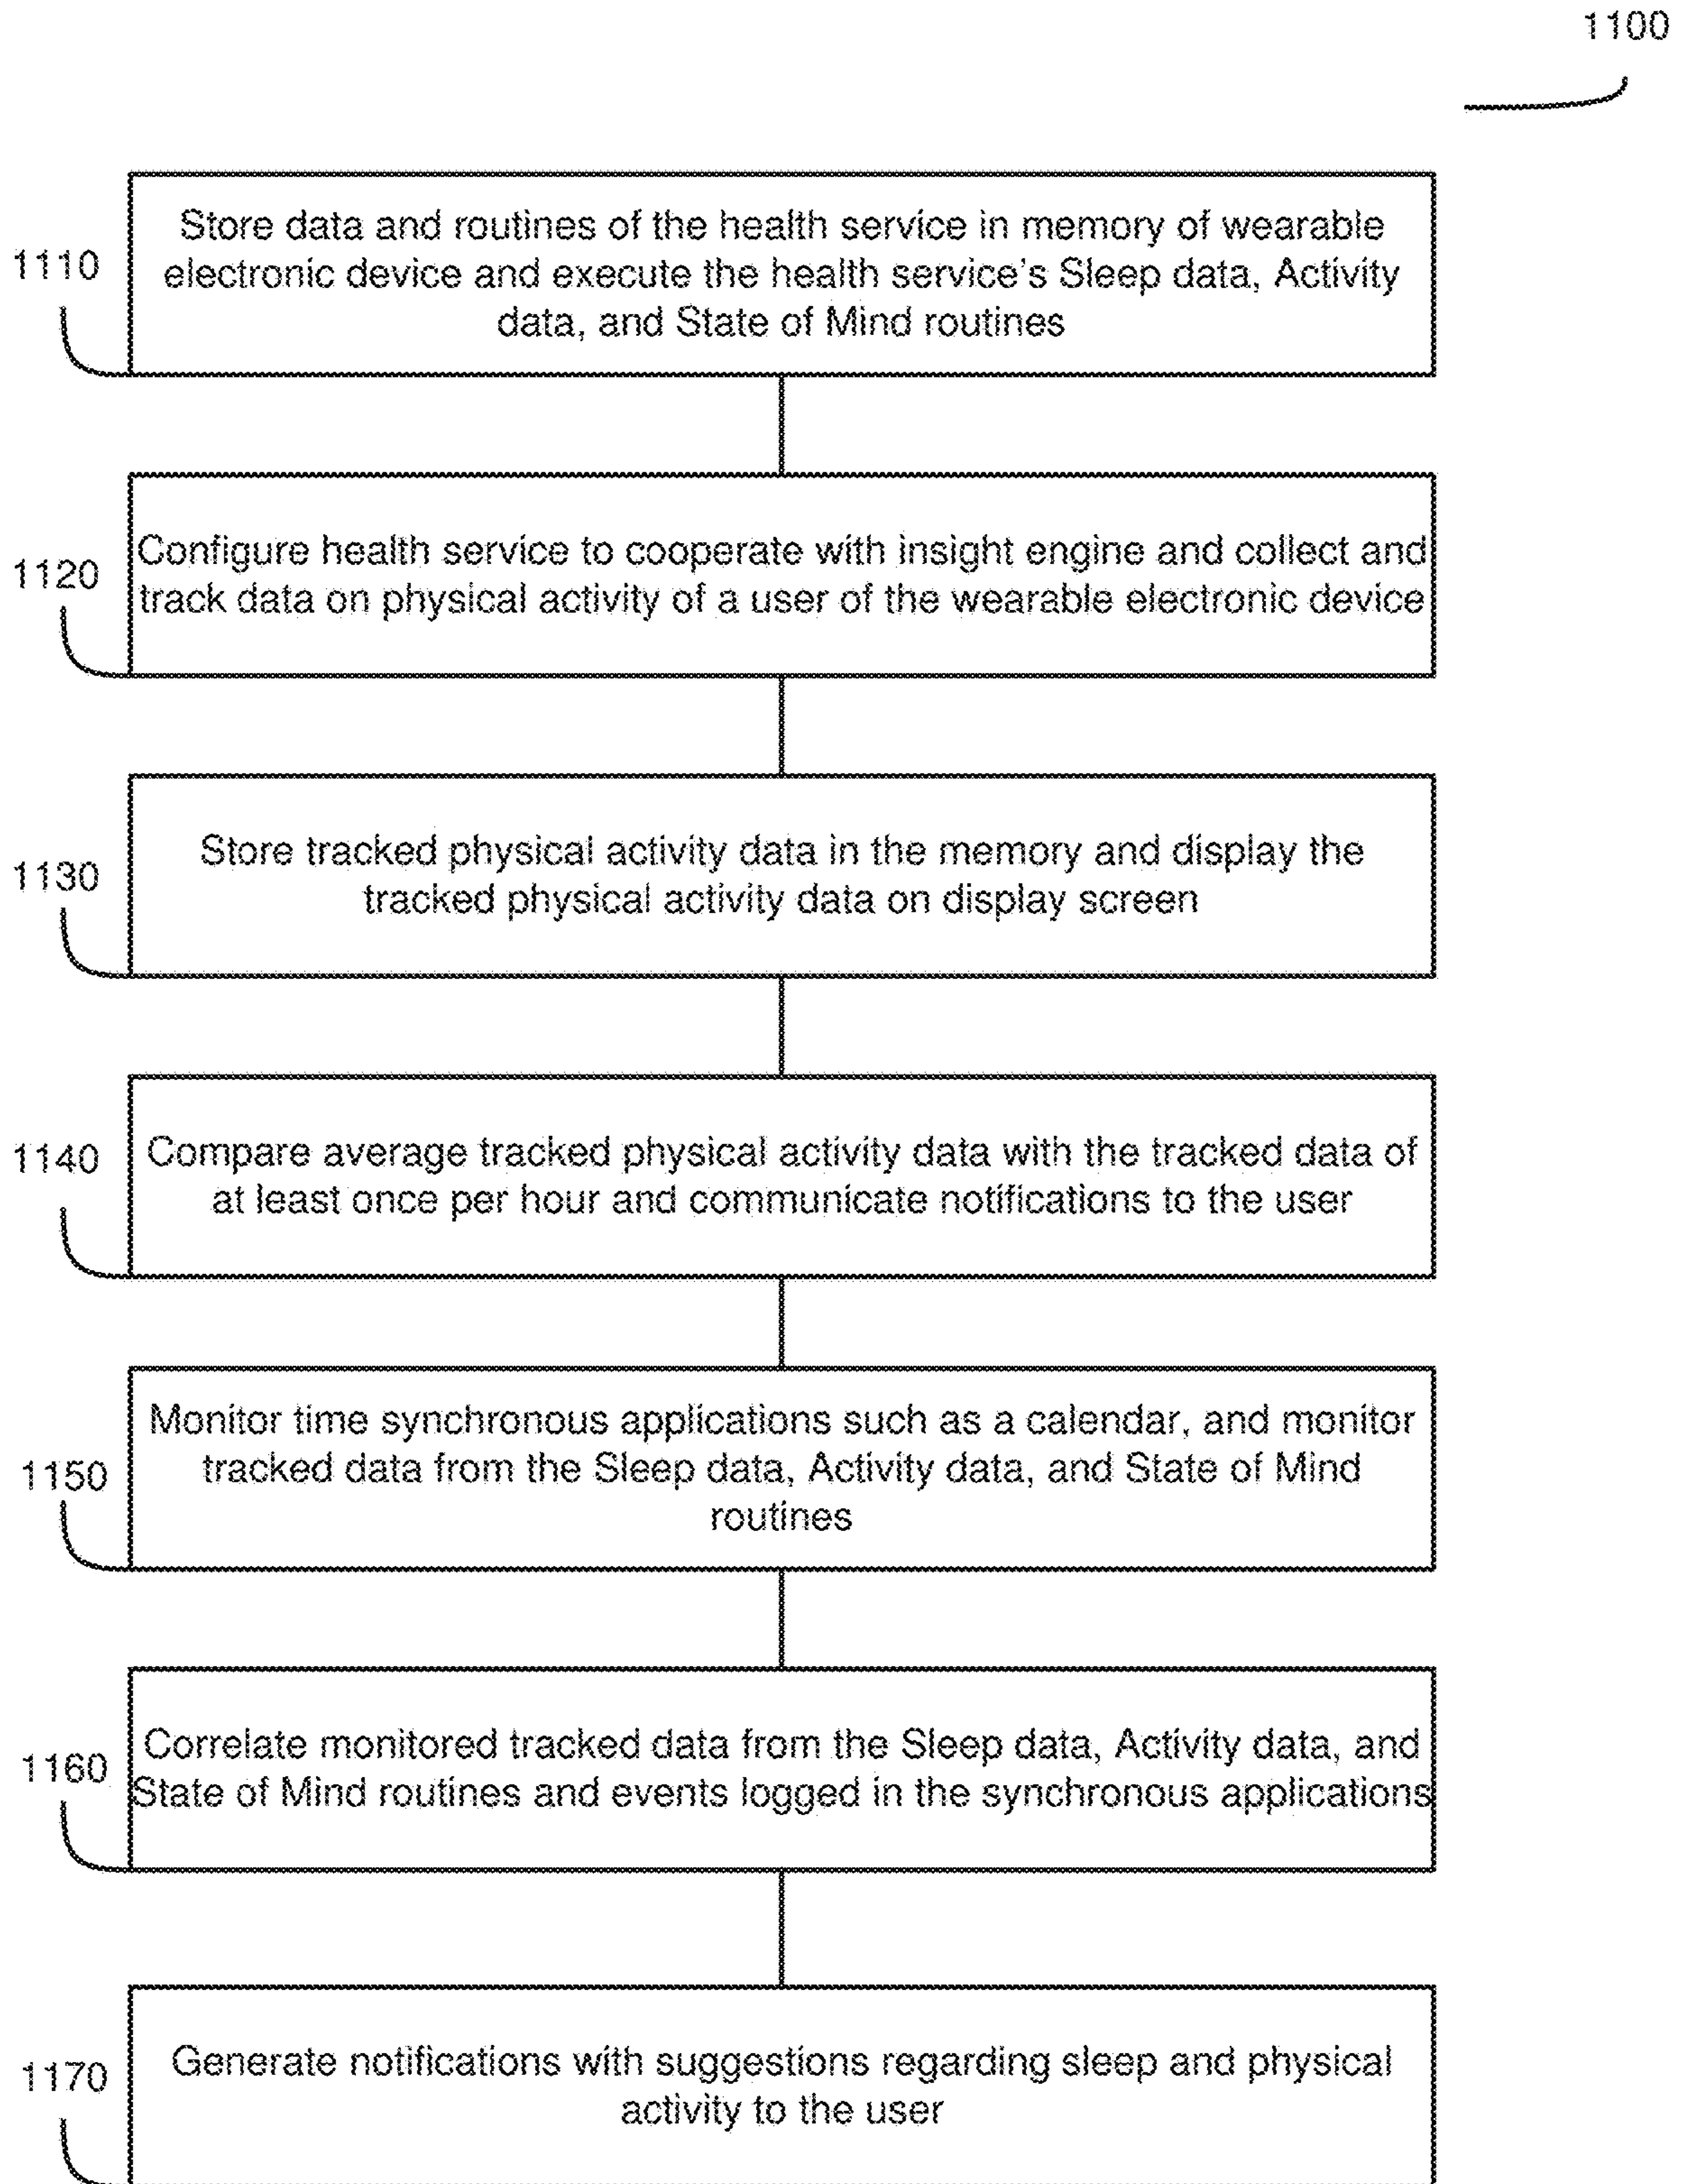 1100
1110
Store data and routines of the health service in memory of wearable
electronic device and execute the health service's Sleep data, Activity
data, and State of Mind routines
1120
Configure health service to cooperate with insight engine and collect and
track data on physical activity of a user of the wearable electronic device
1130
Store tracked physical activity data in the memory and display the
tracked physical activity data on display screen
1140
Compare average tracked physical activity data with the tracked data of
at least once per hour and communicate notifications to the user
1150
Monitor time synchronous applications such as a calendar, and monitor
tracked data from the Sleep data, Activity data, and State of Mind
routines
1160
Correlate monitored tracked data from the Sleep data, Activity data, and
State of Mind routines and events logged in the synchronous applications
1170
Generate notifications with suggestions regarding sleep and physical
activity to the user